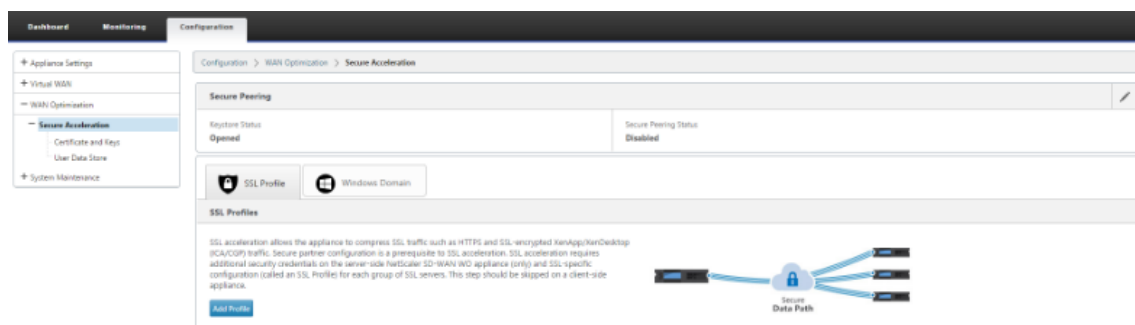 Dashboard Monitoring Configuration
+ Appliance Settings
+ Virtual WAN
− WAN Optimization
− Secure Acceleration
Certificate and Keys
User Data Store
+ System Maintenance
Configuration > WAN Optimization > Secure Acceleration
Secure Peering
Keystore Status
Opened
Secure Peering Status
Disabled
SSL Profile
Windows Domain
SSL Profiles
SSL acceleration allows the appliance to compress SSL traffic such as HTTPS and SSL-encrypted XenApp/XenDesktop
(ICA/CGP) traffic. Secure partner configuration is a prerequisite to SSL acceleration. SSL acceleration requires
additional security credentials on the server-side NetScaler SD-WAN WO appliance (only) and SSL-specific
configuration (called an SSL Profile) for each group of SSL servers. This step should be skipped on a client-side
appliance.
Add Profile
Secure
Data Path